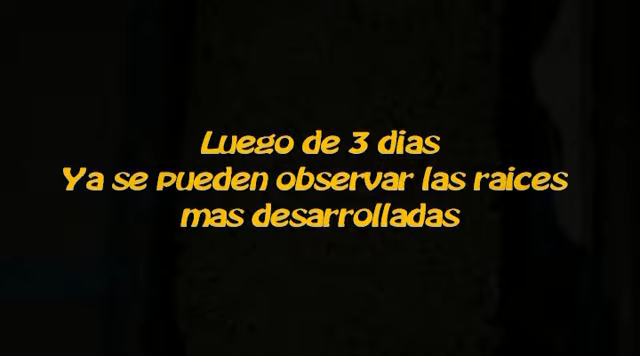 Luego de 3 dias
Ya se pueden observar las raices
mas desarrolladas